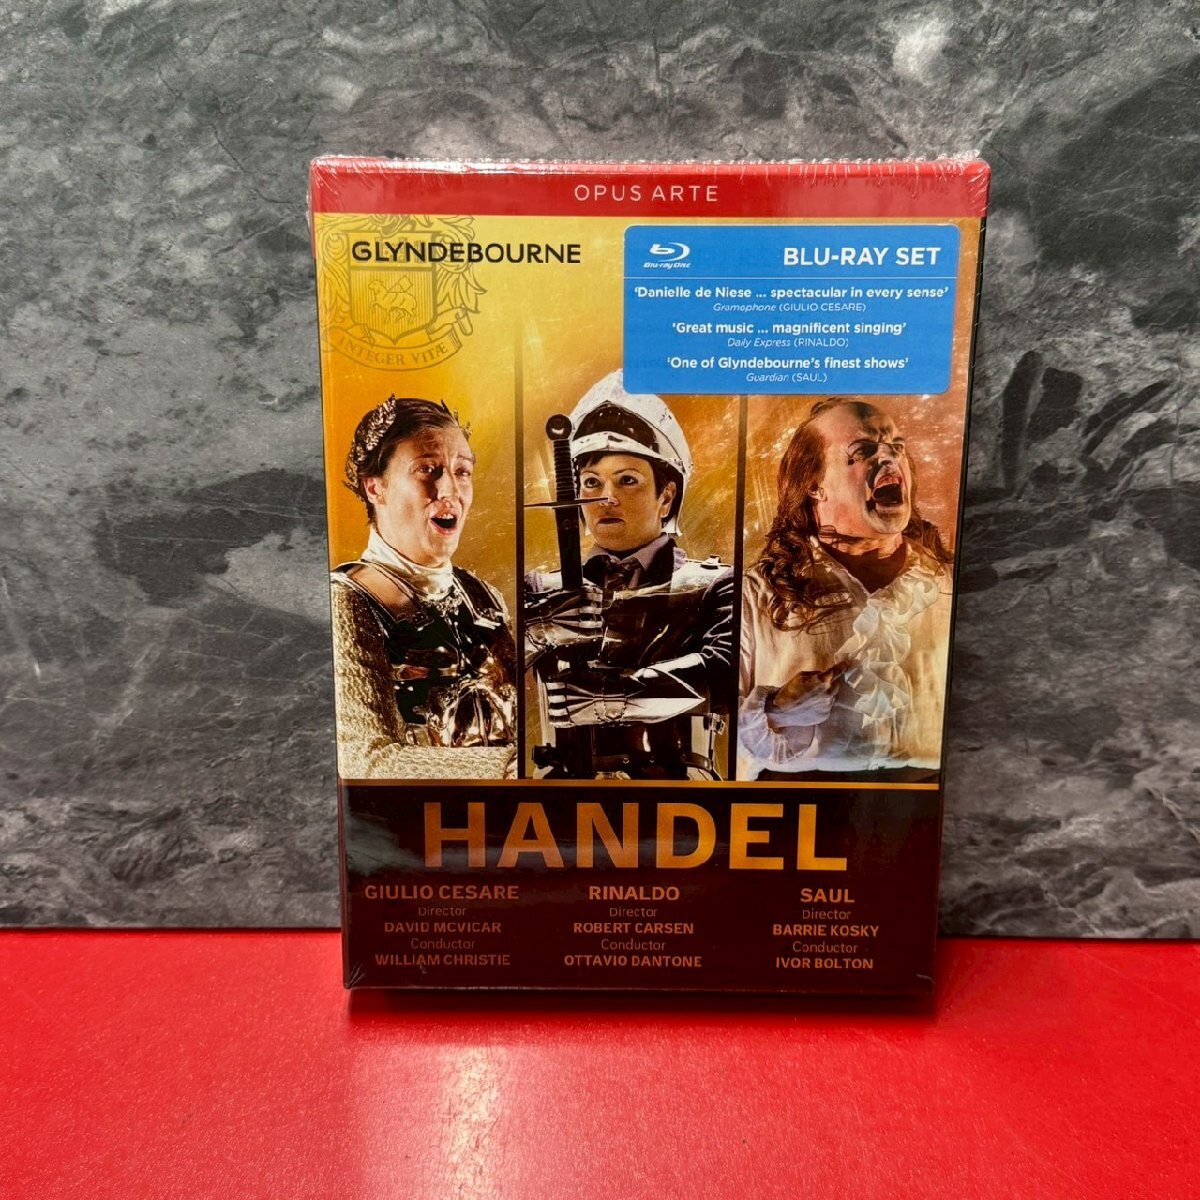 OPUS ARTE
GLYNDEBOURNE
INTEGER VITÆ
Blu-ray Disc
BLU-RAY SET
'Danielle de Niese ... spectacular in every sense'
Gramophone (GIULIO CESARE)
'Great music ... magnificent singing'
Daily Express (RINALDO)
'One of Glyndebourne's finest shows'
Guardian (SAUL)
HANDEL
GIULIO CESARE
Director
DAVID MCVICAR
Conductor
WILLIAM CHRISTIE
RINALDO
Director
ROBERT CARSEN
Conductor
OTTAVIO DANTONE
SAUL
Director
BARRIE KOSKY
Conductor
IVOR BOLTON